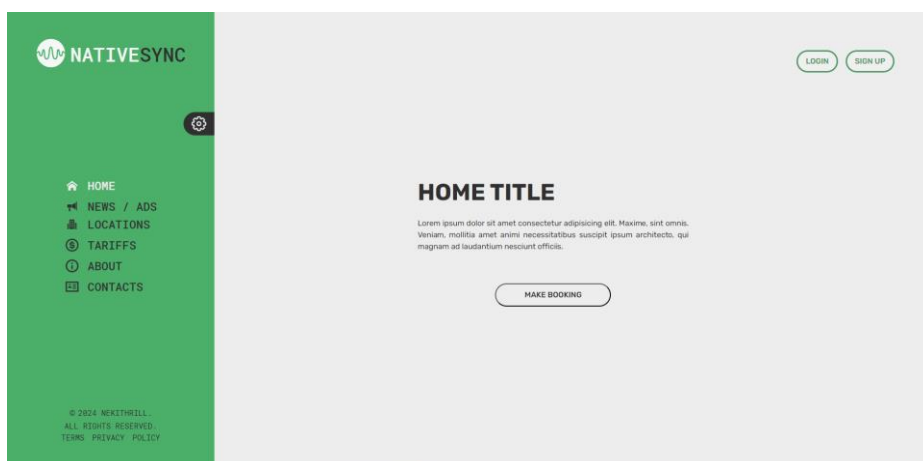 NATIVESYNC
LOGIN
SIGN UP
HOME
NEWS / ADS
LOCATIONS
TARIFFS
ABOUT
CONTACTS
HOME TITLE
Lorem ipsum dolor sit amet consectetur adipisicing elit. Maxime, sint omnis.
Veniam, mollitia amet animi necessitatibus suscipit ipsum architecto, qui
magnam ad laudantium nesciunt officiis.
MAKE BOOKING
© 2024 NEKITHRILL.
ALL RIGHTS RESERVED.
TERMS PRIVACY POLICY